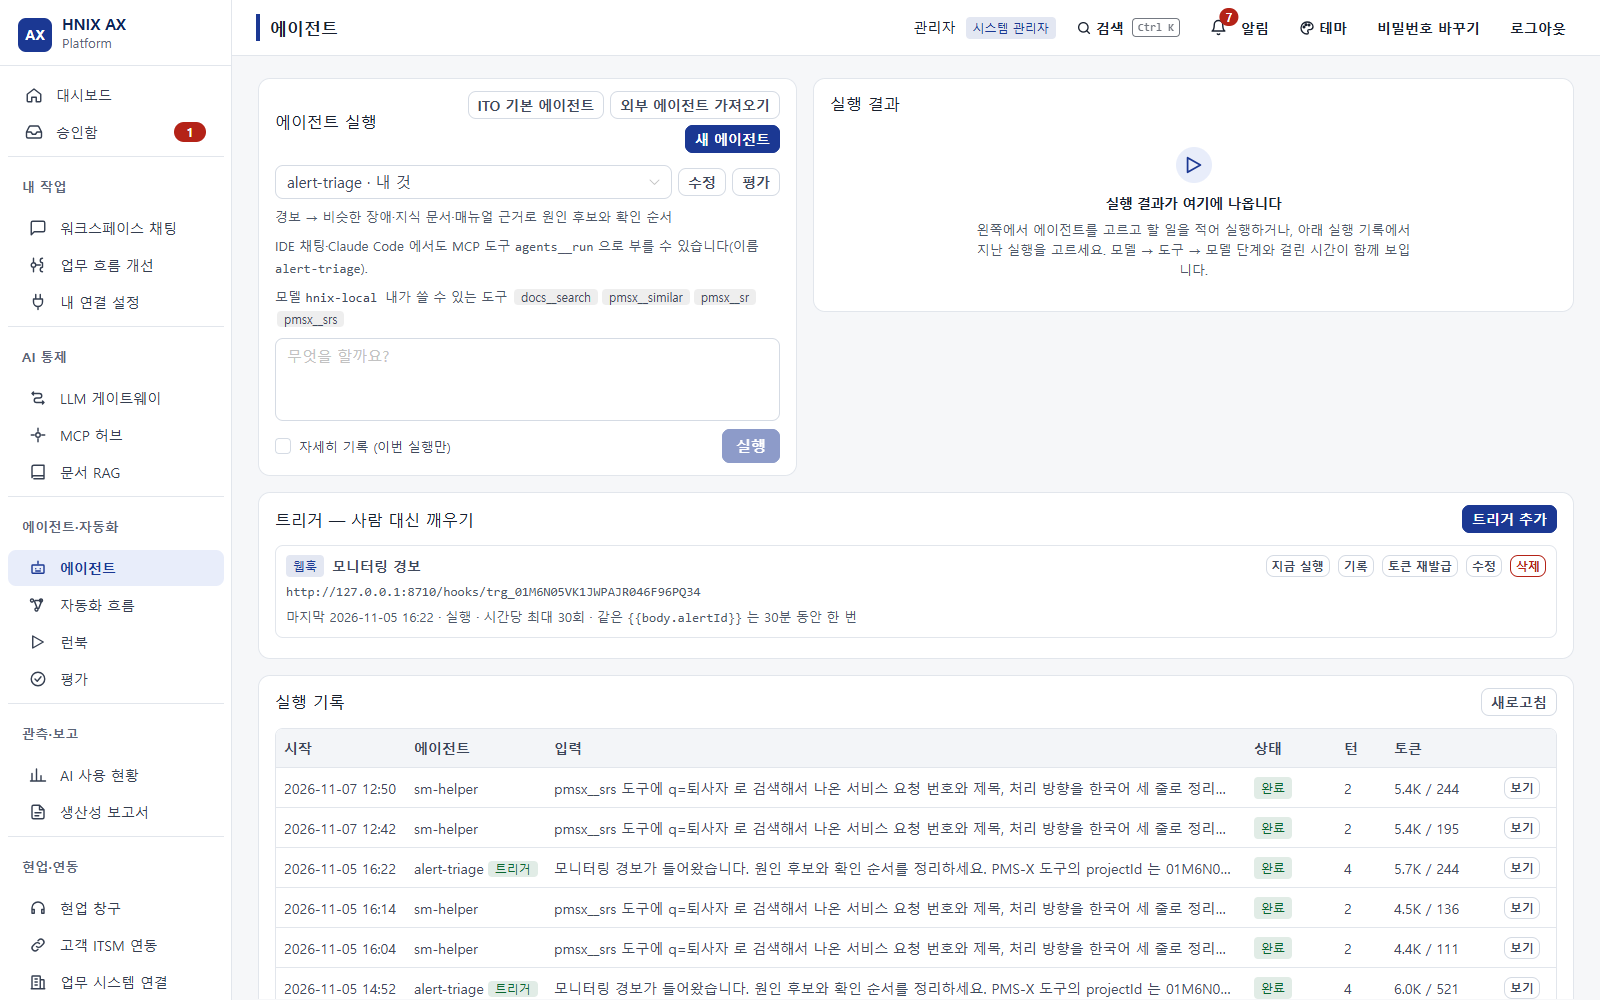 AX
HNIX AX
Platform
대시보드
승인함
1
내 작업
워크스페이스 채팅
업무 흐름 개선
내 연결 설정
AI 통제
LLM 게이트웨이
MCP 허브
문서 RAG
에이전트·자동화
에이전트
자동화 흐름
런북
평가
관측·보고
AI 사용 현황
생산성 보고서
현업·연동
현업 창구
고객 ITSM 연동
업무 시스템 연결
에이전트
관리자 시스템 관리자 검색 Ctrl K 7 알림 테마 비밀번호 바꾸기 로그아웃
에이전트 실행
ITO 기본 에이전트 외부 에이전트 가져오기
새 에이전트
alert-triage · 내 것 수정 평가
경보 → 비슷한 장애·지식 문서·매뉴얼 근거로 원인 후보와 확인 순서
IDE 채팅·Claude Code 에서도 MCP 도구 agents__run 으로 부를 수 있습니다(이름
alert-triage).
모델 hnix-local 내가 쓸 수 있는 도구 docs__search pmsx__similar pmsx__sr
pmsx__srs
무엇을 할까요?
자세히 기록 (이번 실행만) 실행
실행 결과
실행 결과가 여기에 나옵니다
왼쪽에서 에이전트를 고르고 할 일을 적어 실행하거나, 아래 실행 기록에서
지난 실행을 고르세요. 모델 → 도구 → 모델 단계와 걸린 시간이 함께 보입
니다.
트리거 — 사람 대신 깨우기 트리거 추가
웹훅 모니터링 경보 지금 실행 기록 토큰 재발급 수정 삭제
http://127.0.0.1:8710/hooks/trg_01M6N05VK1JWPAJR046F96PQ34
마지막 2026-11-05 16:22 · 실행 · 시간당 최대 30회 · 같은 {{body.alertId}} 는 30분 동안 한 번
실행 기록 새로고침
시작 에이전트 입력 상태 턴 토큰
2026-11-07 12:50 sm-helper pmsx__srs 도구에 q=퇴사자 로 검색해서 나온 서비스 요청 번호와 제목, 처리 방향을 한국어 세 줄로 정리... 완료 2 5.4K / 244 보기
2026-11-07 12:42 sm-helper pmsx__srs 도구에 q=퇴사자 로 검색해서 나온 서비스 요청 번호와 제목, 처리 방향을 한국어 세 줄로 정리... 완료 2 5.4K / 195 보기
2026-11-05 16:22 alert-triage 트리거 모니터링 경보가 들어왔습니다. 원인 후보와 확인 순서를 정리하세요. PMS-X 도구의 projectId 는 01M6N0... 완료 4 5.7K / 244 보기
2026-11-05 16:14 sm-helper pmsx__srs 도구에 q=퇴사자 로 검색해서 나온 서비스 요청 번호와 제목, 처리 방향을 한국어 세 줄로 정리... 완료 2 4.5K / 136 보기
2026-11-05 16:04 sm-helper pmsx__srs 도구에 q=퇴사자 로 검색해서 나온 서비스 요청 번호와 제목, 처리 방향을 한국어 세 줄로 정리... 완료 2 4.4K / 111 보기
2026-11-05 14:52 alert-triage 트리거 모니터링 경보가 들어왔습니다. 원인 후보와 확인 순서를 정리하세요. PMS-X 도구의 projectId 는 01M6N0... 완료 4 6.0K / 521 보기